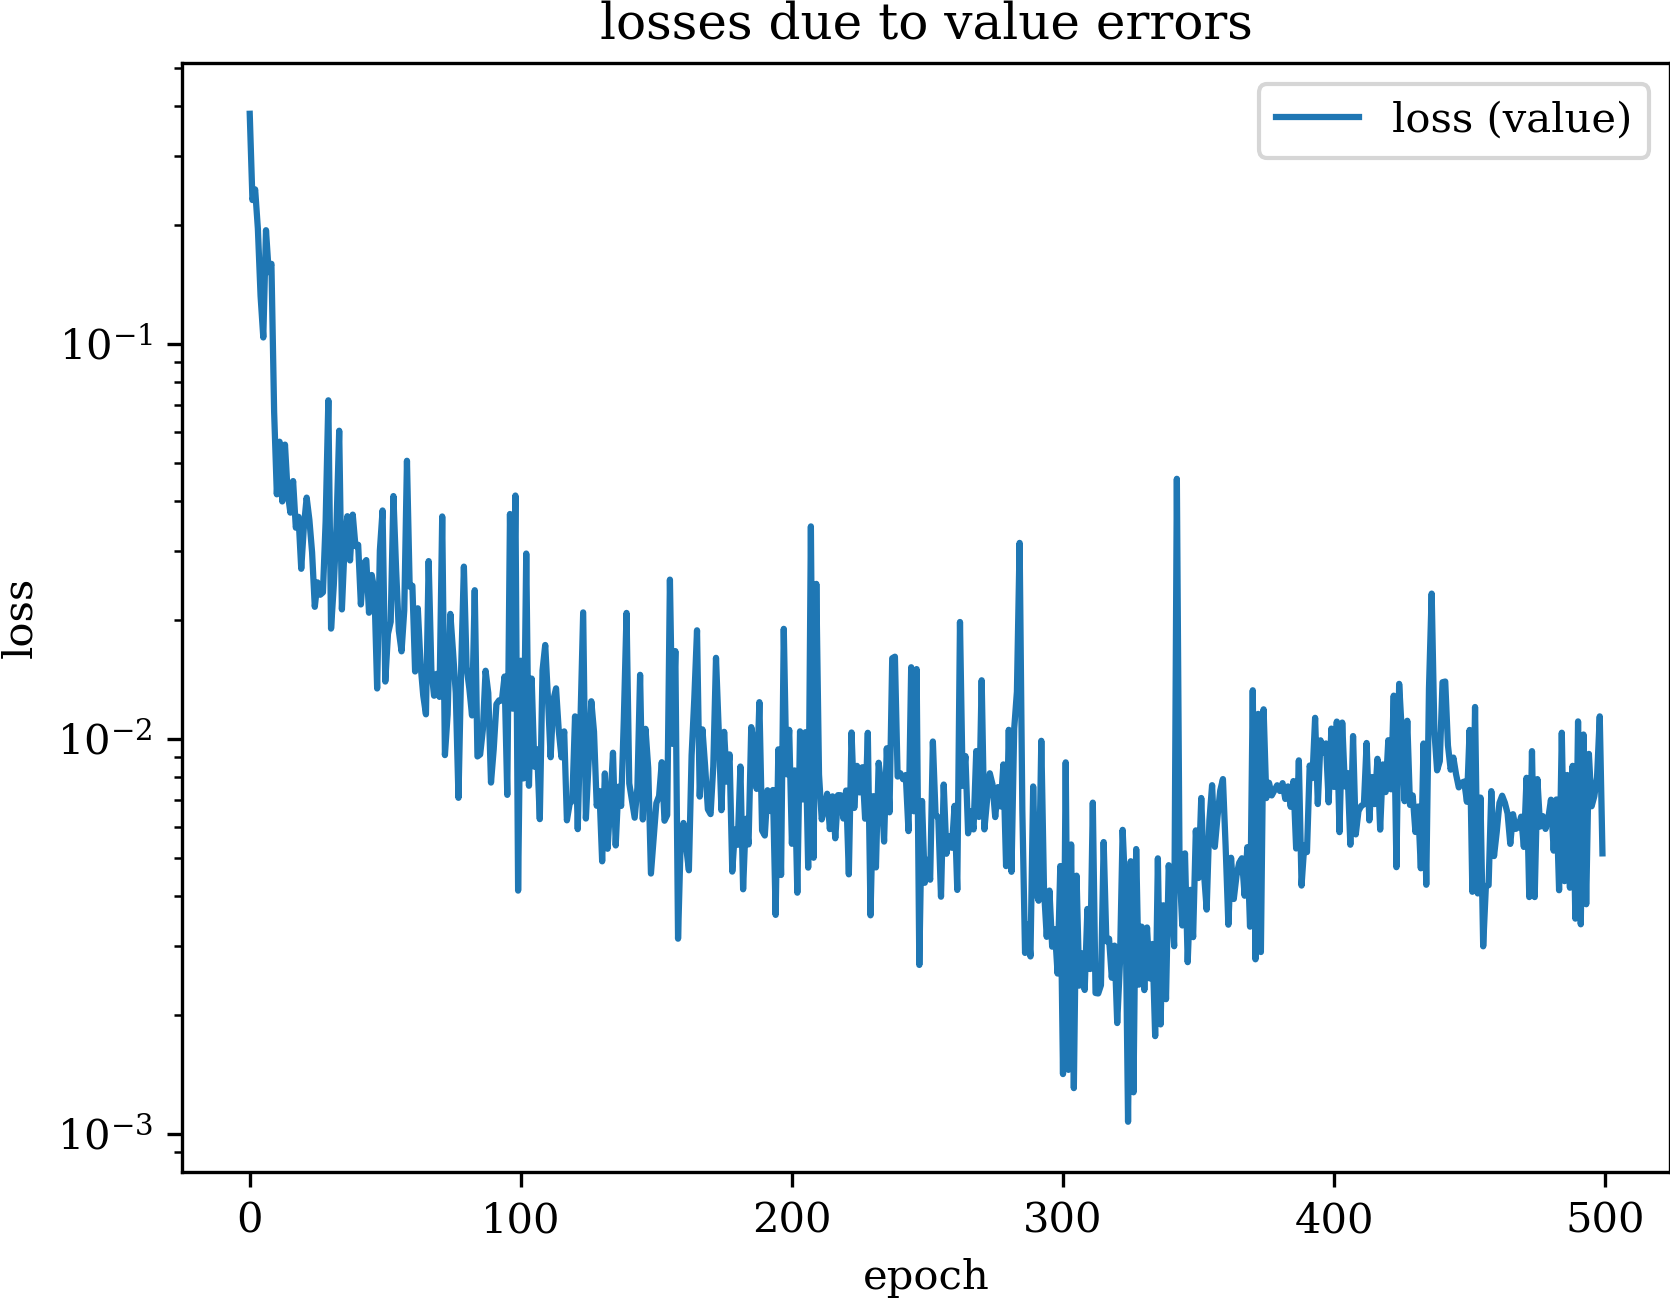 losses due to value errors
loss (value)
loss
10⁻¹
10⁻²
10⁻³
0 100 200 300 400 500
epoch